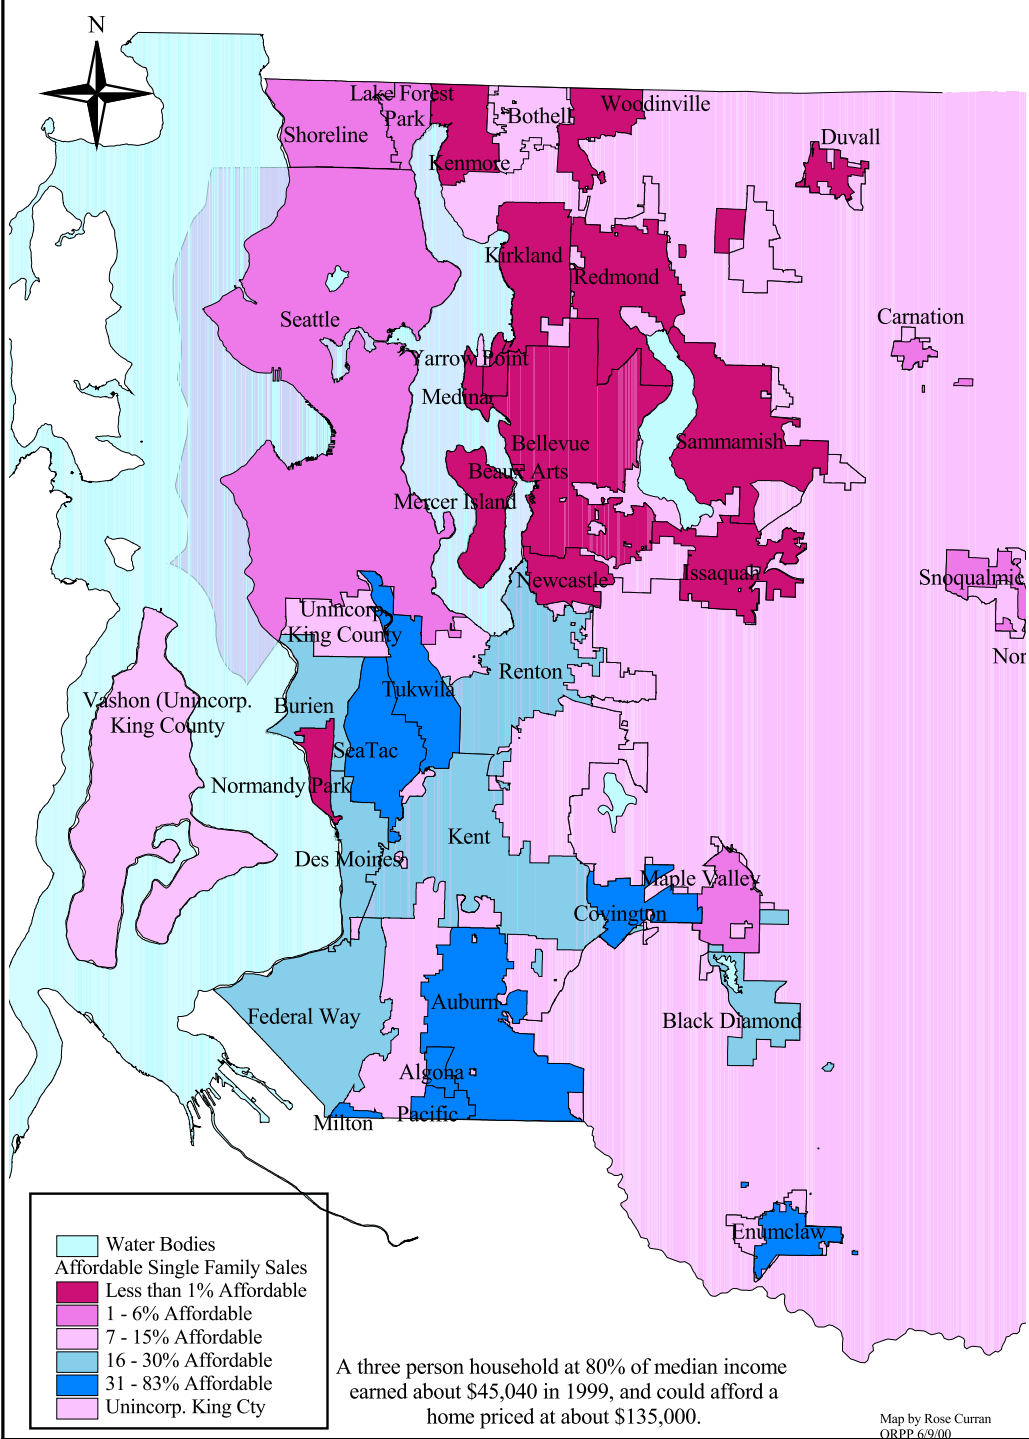 N
Lake Forest
Park
Shoreline
Kenmore
Bothell
Woodinville
Duvall
Kirkland
Redmond
Seattle
Carnation
Yarrow Point
Medina
Bellevue
Sammamish
Beaux Arts
Mercer Island
Newcastle
Issaquah
Snoqualmie
Unincorp.
King County
Nor
Renton
Tukwila
Vashon (Unincorp.
King County
Burien
SeaTac
Normandy Park
Kent
Des Moines
Maple Valley
Covington
Auburn
Federal Way
Black Diamond
Algona
Pacific
Milton
Enumclaw
Water Bodies
Affordable Single Family Sales
Less than 1% Affordable
1 - 6% Affordable
7 - 15% Affordable
16 - 30% Affordable
31 - 83% Affordable
Unincorp. King Cty
A three person household at 80% of median income
earned about $45,040 in 1999, and could afford a
home priced at about $135,000.
Map by Rose Curran
ORPP 6/9/00